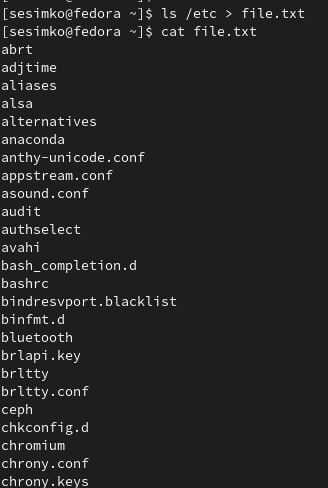 [sesimko@fedora ~]$ ls /etc > file.txt
[sesimko@fedora ~]$ cat file.txt
abrt
adjtime
aliases
alsa
alternatives
anaconda
anthy-unicode.conf
appstream.conf
asound.conf
audit
authselect
avahi
bash_completion.d
bashrc
bindresvport.blacklist
binfmt.d
bluetooth
brlapi.key
brltty
brltty.conf
ceph
chkconfig.d
chromium
chrony.conf
chrony.keys